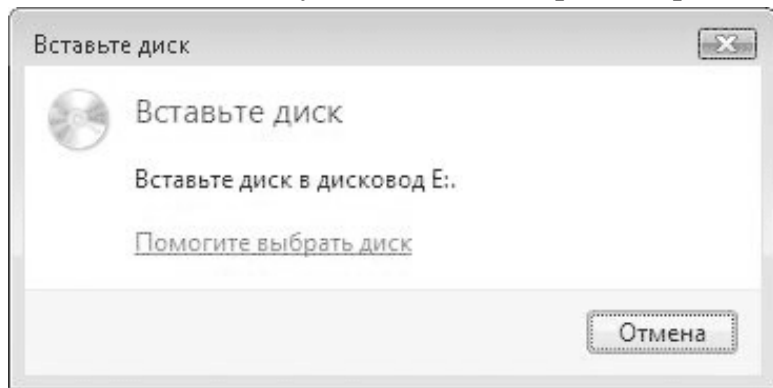 Вставьте диск
Вставьте диск
Вставьте диск в дисковод E:.
Помогите выбрать диск
Отмена